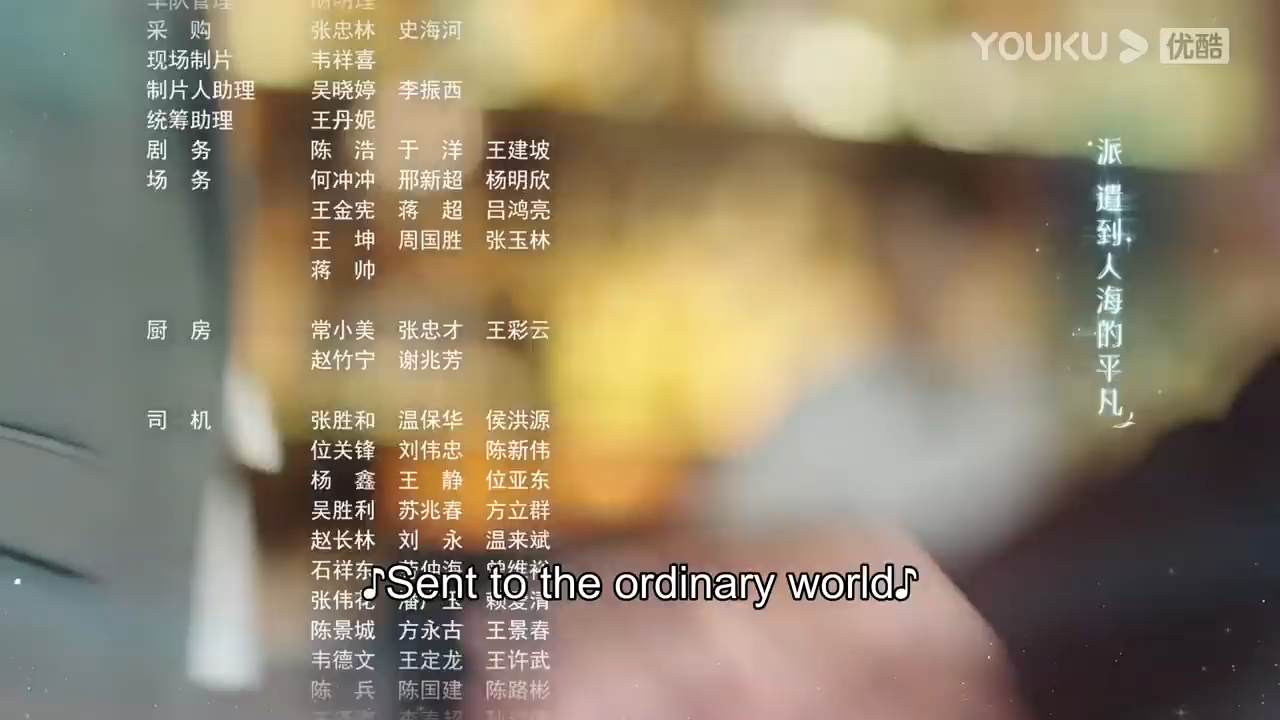 采 购 张忠林 史海河
YOUKU 优酷
现场制片 韦祥喜
制片人助理 吴晓婷 李振西
统筹助理 王丹妮
剧 务 陈 浩 于 洋 王建坡
场 务 何冲冲 邢新超 杨明欣
王金宪 蒋 超 吕鸿亮
王 坤 周国胜 张玉林
蒋 帅
厨 房 常小美 张忠才 王彩云
赵竹宁 谢兆芳
司 机 张胜和 温保华 侯洪源
位关锋 刘伟忠 陈新伟
杨 鑫 王 静 位亚东
吴胜利 苏兆春 方立群
赵长林 刘 永 温来斌
石祥东
张伟花
陈景城 方永古 王景春
韦德文 王定龙 王许武
陈 兵 陈国建 陈路彬
派遣到人海的平凡
♪Sent to the ordinary world♪